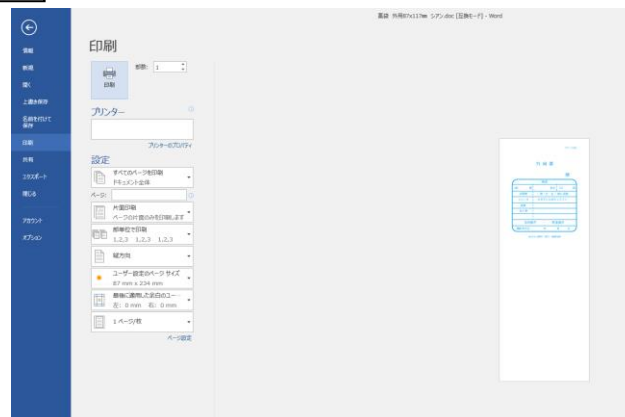 薬袋 外用87x117㎜ シアン.doc [互換モード] - Word
情報
新規
開く
上書き保存
名前を付けて
保存
印刷
共有
エクスポート
閉じる
アカウント
オプション
印刷
部数: 1
印刷
プリンター
プリンターのプロパティ
設定
すべてのページを印刷
ドキュメント全体
ページ:
片面印刷
ページの片面のみを印刷します
部単位で印刷
1,2,3 1,2,3 1,2,3
縦方向
ユーザー設定のページ サイズ
87 mm x 234 mm
最後に適用した余白のユー…
左: 0 mm 右: 0 mm
1 ページ/枚
ページ設定
外 用 薬